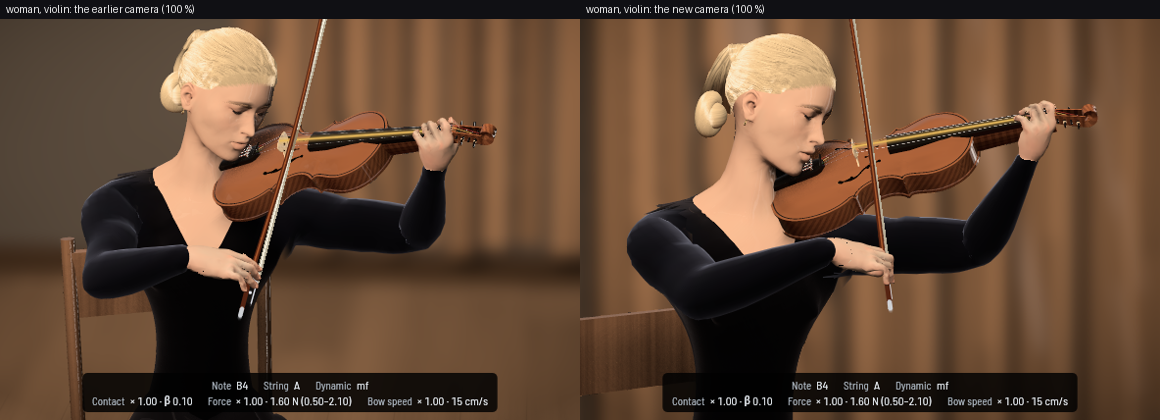 woman, violin: the earlier camera (100 %)
woman, violin: the new camera (100 %)
Note B4 String A Dynamic mf
Contact × 1.00 · β 0.10 Force × 1.00 · 1.60 N (0.50–2.10) Bow speed × 1.00 · 15 cm/s
Note B4 String A Dynamic mf
Contact × 1.00 · β 0.10 Force × 1.00 · 1.60 N (0.50–2.10) Bow speed × 1.00 · 15 cm/s